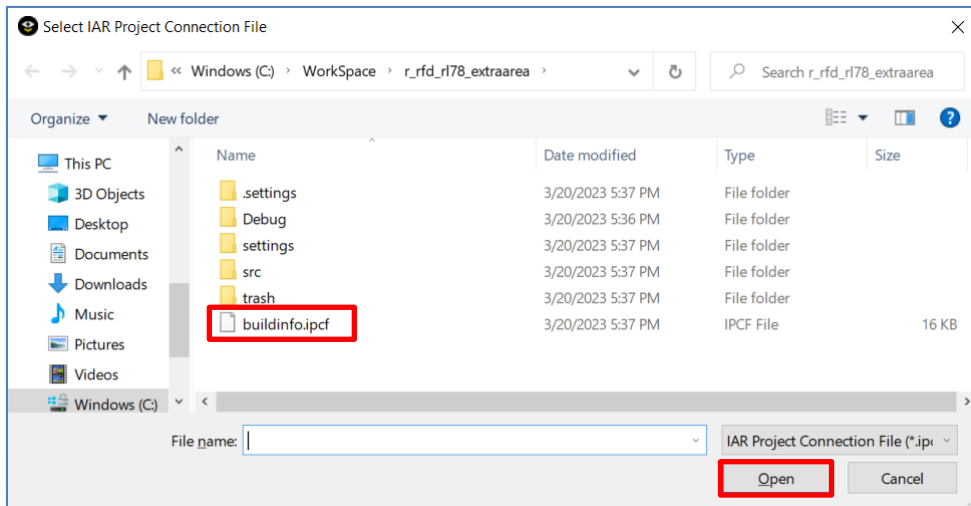 Select IAR Project Connection File
« Windows (C:) › WorkSpace › r_rfd_rl78_extraarea ›
Search r_rfd_rl78_extraarea
Organize
New folder
Name
Date modified
Type
Size
This PC
3D Objects
Desktop
Documents
Downloads
Music
Pictures
Videos
Windows (C:)
.settings 3/20/2023 5:37 PM File folder
Debug 3/20/2023 5:36 PM File folder
settings 3/20/2023 5:37 PM File folder
src 3/20/2023 5:37 PM File folder
trash 3/20/2023 5:37 PM File folder
buildinfo.ipcf 3/20/2023 5:37 PM IPCF File 16 KB
File name:
IAR Project Connection File (*.ip
Open
Cancel